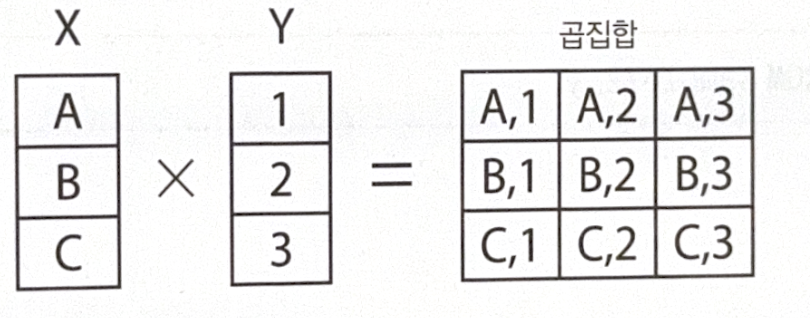 X Y 곱집합
A 1 A,1 A,2 A,3
B × 2 = B,1 B,2 B,3
C 3 C,1 C,2 C,3